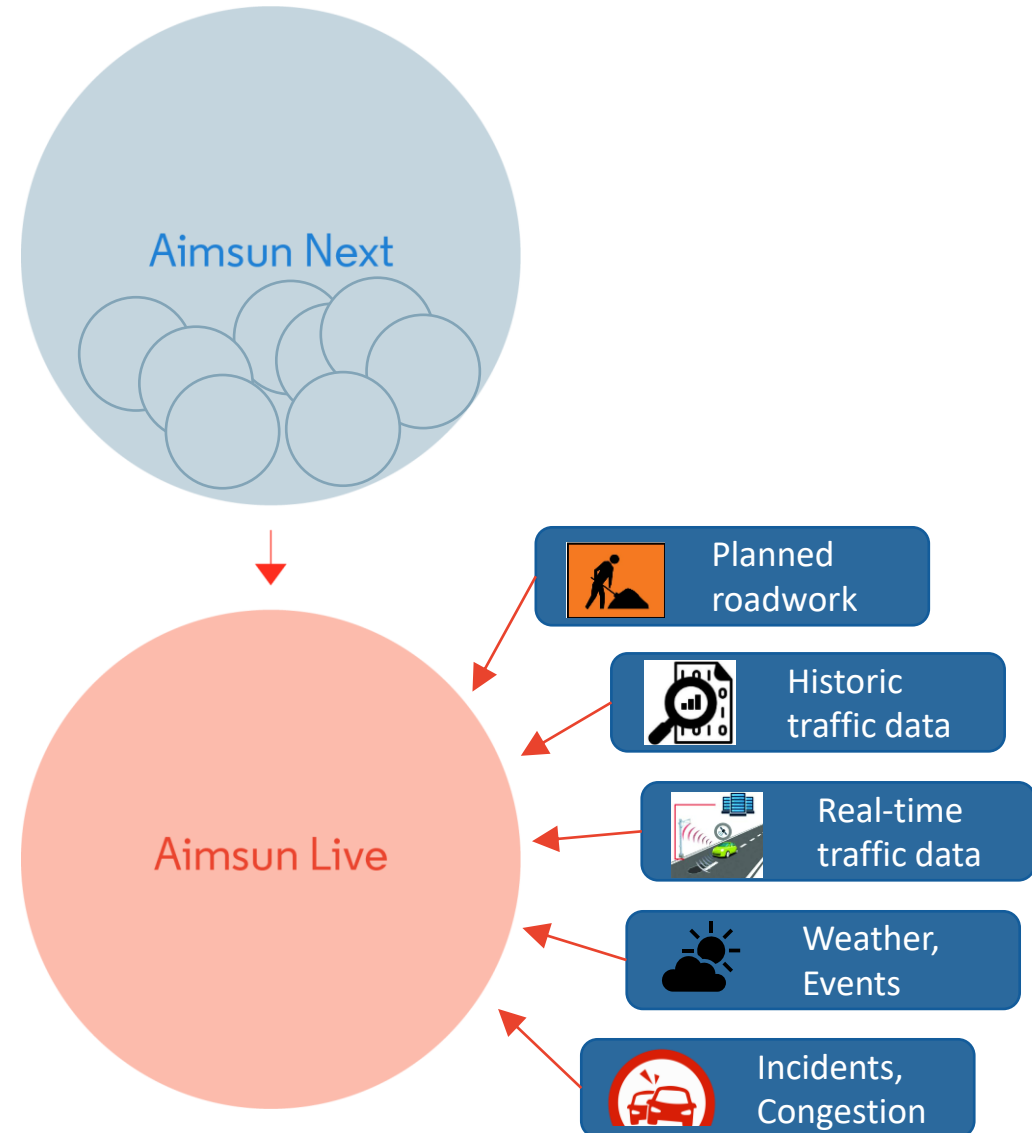 Aimsun Next
Planned
roadwork
Historic
traffic data
Real-time
traffic data
Aimsun Live
Weather,
Events
Incidents,
Congestion